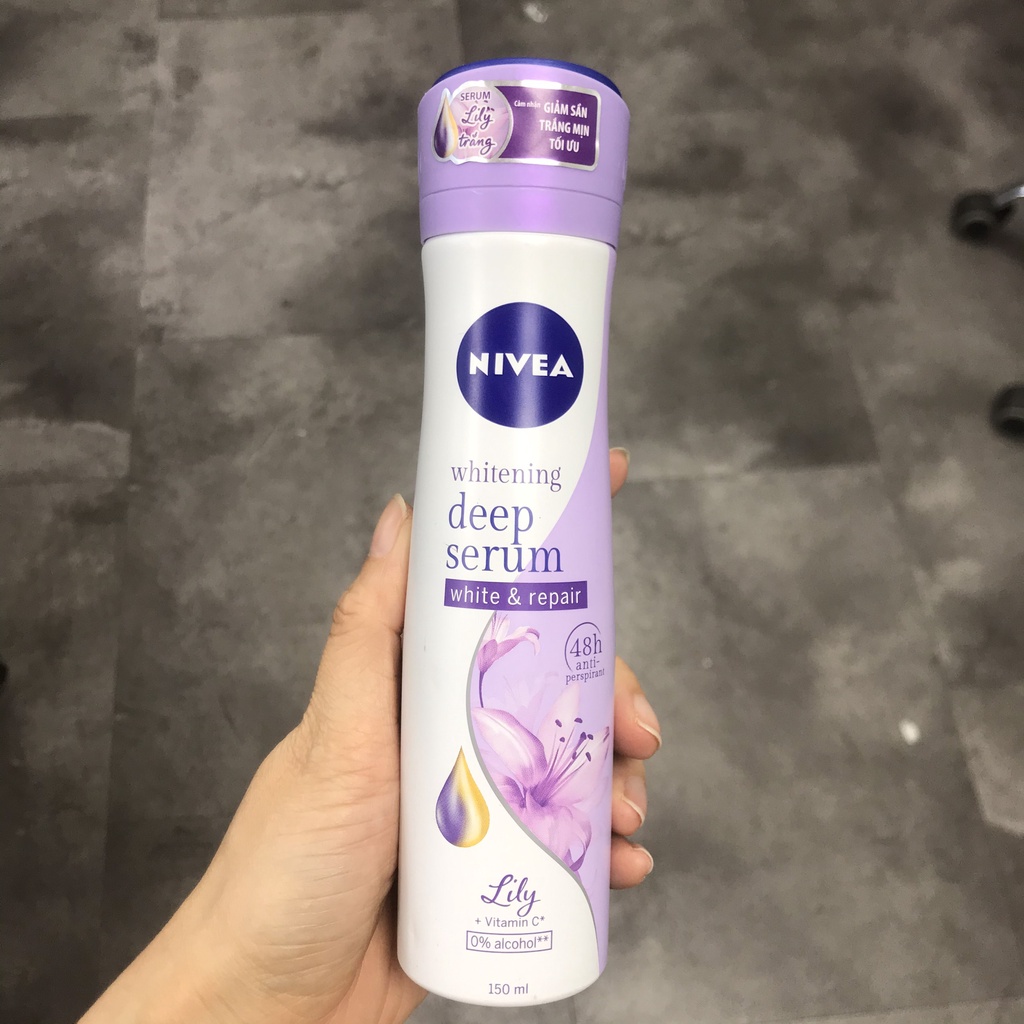 SERUM
Lily
trắng
Cảm nhận GIẢM SẦN
TRẮNG MỊN
TỐI ƯU
NIVEA
whitening
deep
serum
white & repair
48h
anti-
perspirant
Lily
+ Vitamin C*
0% alcohol**
150 ml